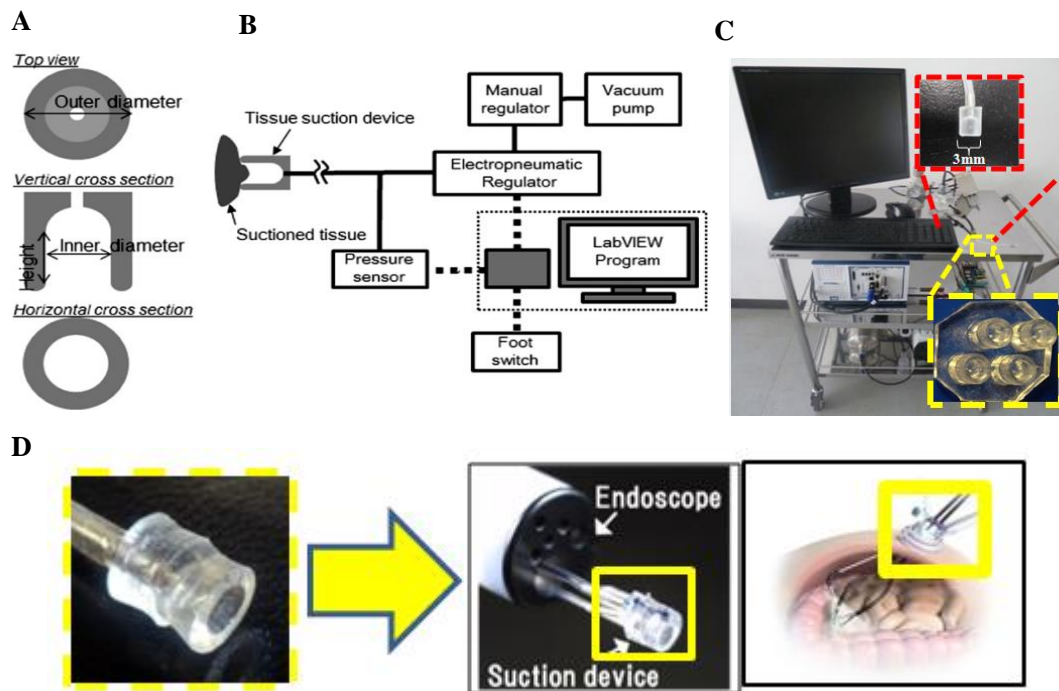 A
Top view
Outer diameter
Vertical cross section
Inner diameter
Height
Horizontal cross section
B
Manual
regulator
Vacuum
pump
Tissue suction device
Electropneumatic
Regulator
Suctioned tissue
Pressure
sensor
LabVIEW
Program
Foot
switch
C
3mm
D
Endoscope
Suction device